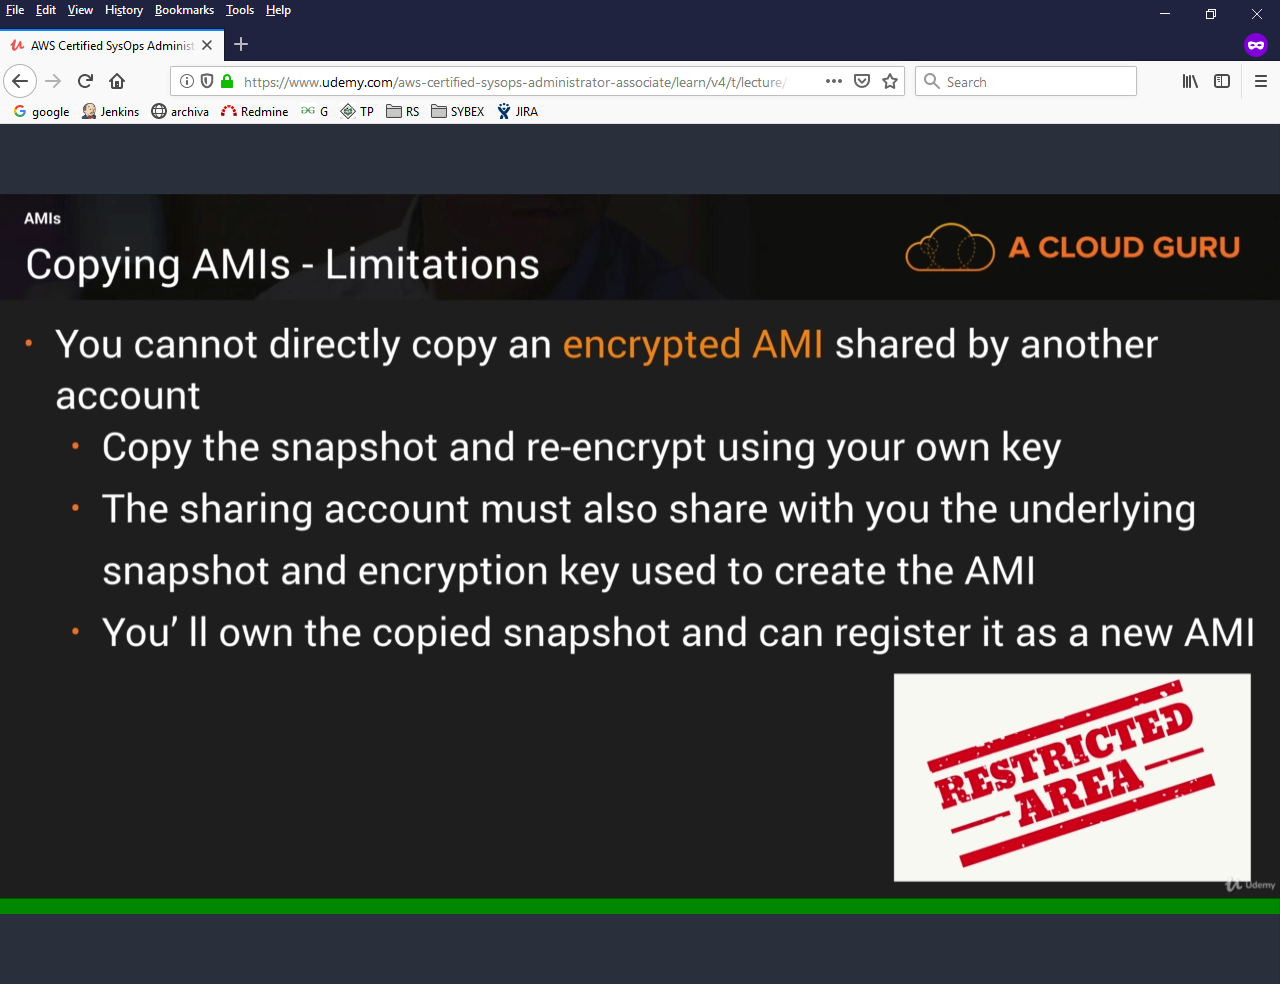 File Edit View History Bookmarks Tools Help
AWS Certified SysOps Administ
https://www.udemy.com/aws-certified-sysops-administrator-associate/learn/v4/t/lecture/
Search
google Jenkins archiva Redmine G TP RS SYBEX JIRA
AMIs
Copying AMIs - Limitations
A CLOUD GURU
• You cannot directly copy an encrypted AMI shared by another
account
• Copy the snapshot and re-encrypt using your own key
• The sharing account must also share with you the underlying
snapshot and encryption key used to create the AMI
• You’ ll own the copied snapshot and can register it as a new AMI
RESTRICTED
AREA
Udemy